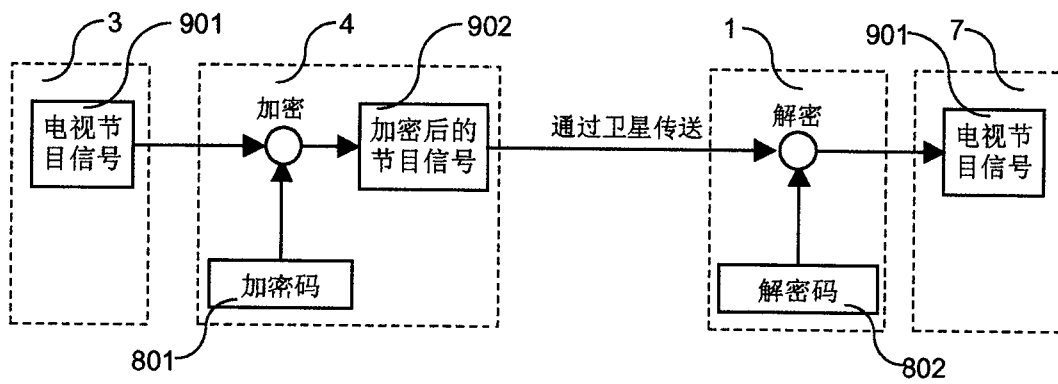 3
901
4
902
1
901
7
电视节
目信号
加密
加密后的
节目信号
通过卫星传送
解密
电视节
目信号
加密码
解密码
801
802